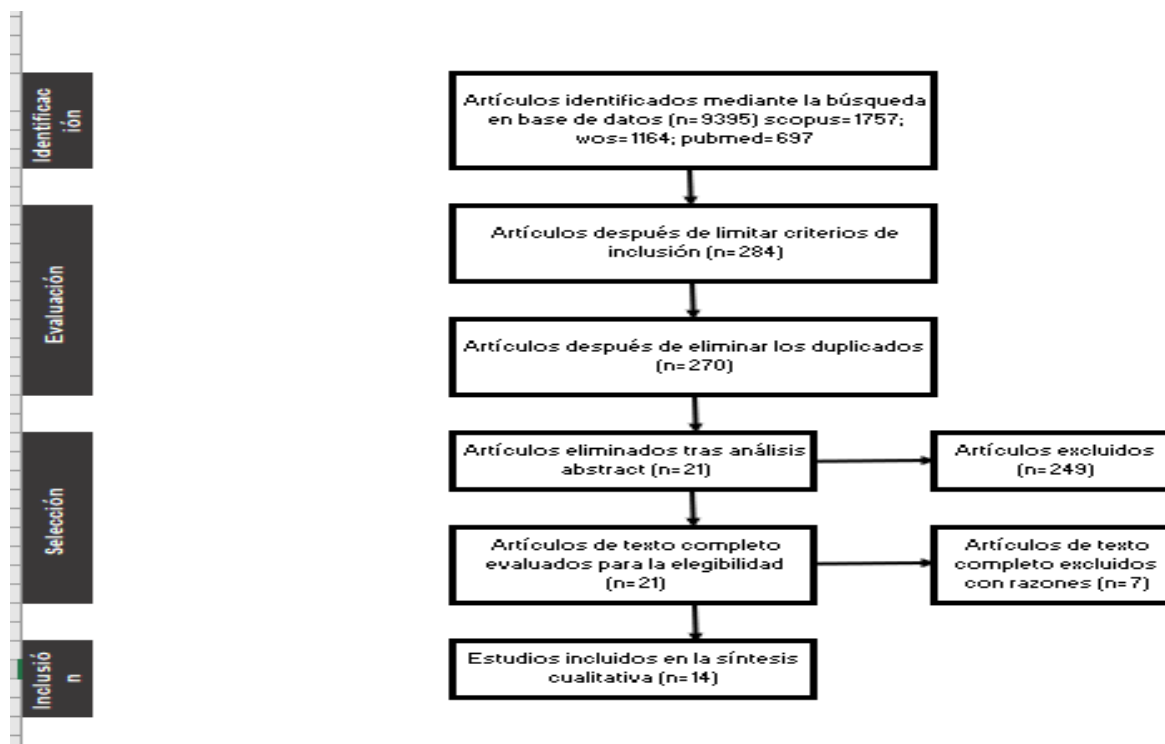 Identificac
ión
Artículos identificados mediante la búsqueda
en base de datos (n=9395) scopus=1757;
wos=1164; pubmed=697
Evaluación
Artículos después de limitar criterios de
inclusión (n=284)
Artículos después de eliminar los duplicados
(n=270)
Selección
Artículos eliminados tras análisis
abstract (n=21)
Artículos excluidos
(n=249)
Artículos de texto completo
evaluados para la elegibilidad
(n=21)
Artículos de texto
completo excluidos
con razones (n=7)
Inclusió
n
Estudios incluidos en la síntesis
cualitativa (n=14)